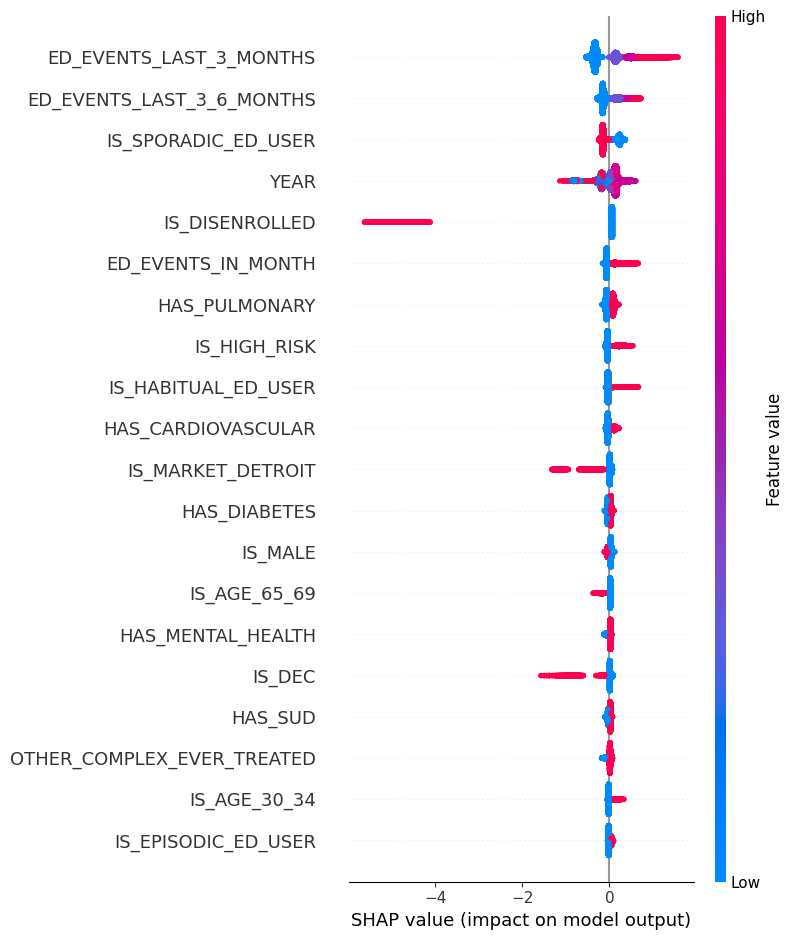 High
ED_EVENTS_LAST_3_MONTHS
ED_EVENTS_LAST_3_6_MONTHS
IS_SPORADIC_ED_USER
YEAR
IS_DISENROLLED
ED_EVENTS_IN_MONTH
HAS_PULMONARY
IS_HIGH_RISK
IS_HABITUAL_ED_USER
HAS_CARDIOVASCULAR
IS_MARKET_DETROIT
HAS_DIABETES
IS_MALE
IS_AGE_65_69
HAS_MENTAL_HEALTH
IS_DEC
HAS_SUD
OTHER_COMPLEX_EVER_TREATED
IS_AGE_30_34
IS_EPISODIC_ED_USER
Feature value
Low
−4 −2 0
SHAP value (impact on model output)